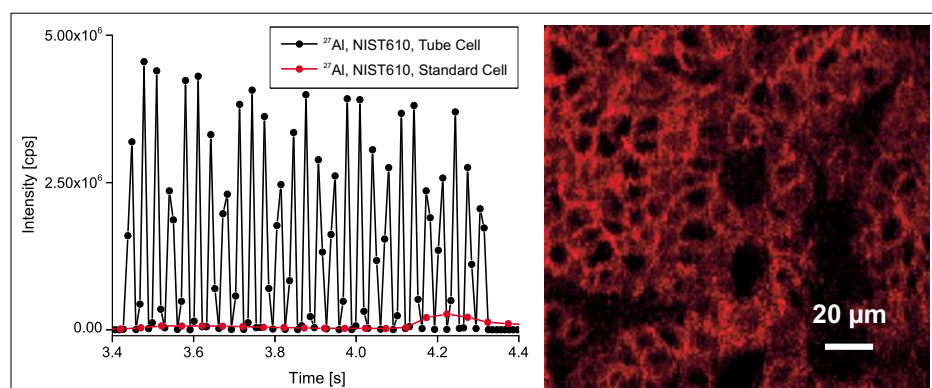 5.00x10⁶
²⁷Al, NIST610, Tube Cell
²⁷Al, NIST610, Standard Cell
Intensity [cps]
2.50x10⁶
0.00
3.4 3.6 3.8 4.0 4.2 4.4
Time [s]
20 µm